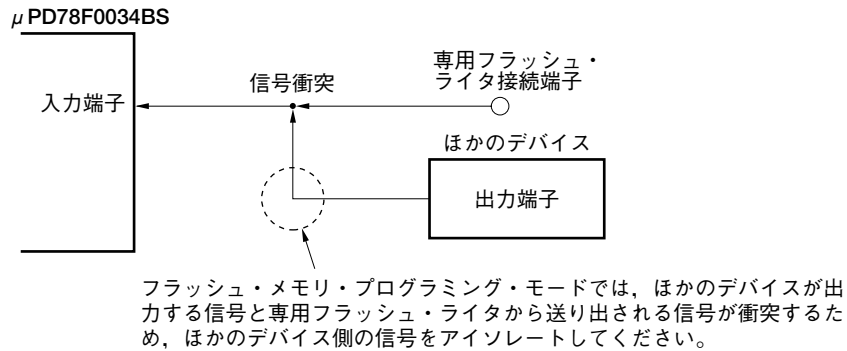 μPD78F0034BS
専用フラッシュ・
ライタ接続端子
信号衝突
入力端子
ほかのデバイス
出力端子
フラッシュ・メモリ・プログラミング・モードでは，ほかのデバイスが出
力する信号と専用フラッシュ・ライタから送り出される信号が衝突するた
め，ほかのデバイス側の信号をアイソレートしてください。